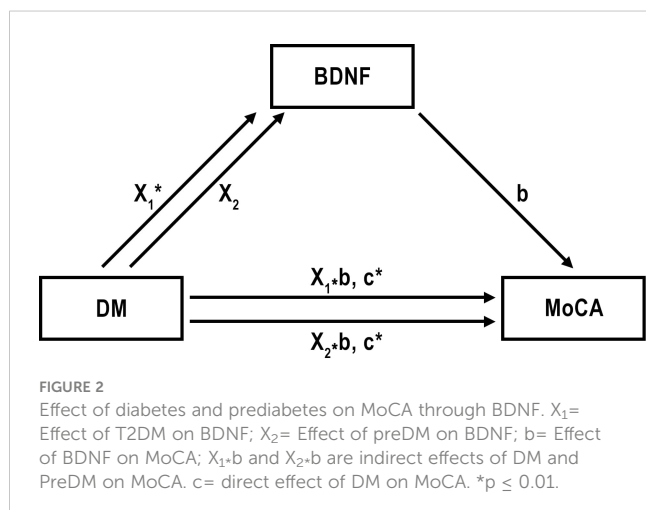 BDNF
X₁*
X₂
b
X₁*b, c*
DM
MoCA
X₂*b, c*
FIGURE 2
Effect of diabetes and prediabetes on MoCA through BDNF. X₁=
Effect of T2DM on BDNF; X₂= Effect of preDM on BDNF; b= Effect
of BDNF on MoCA; X₁*b and X₂*b are indirect effects of DM and
PreDM on MoCA. c= direct effect of DM on MoCA. *p ≤ 0.01.